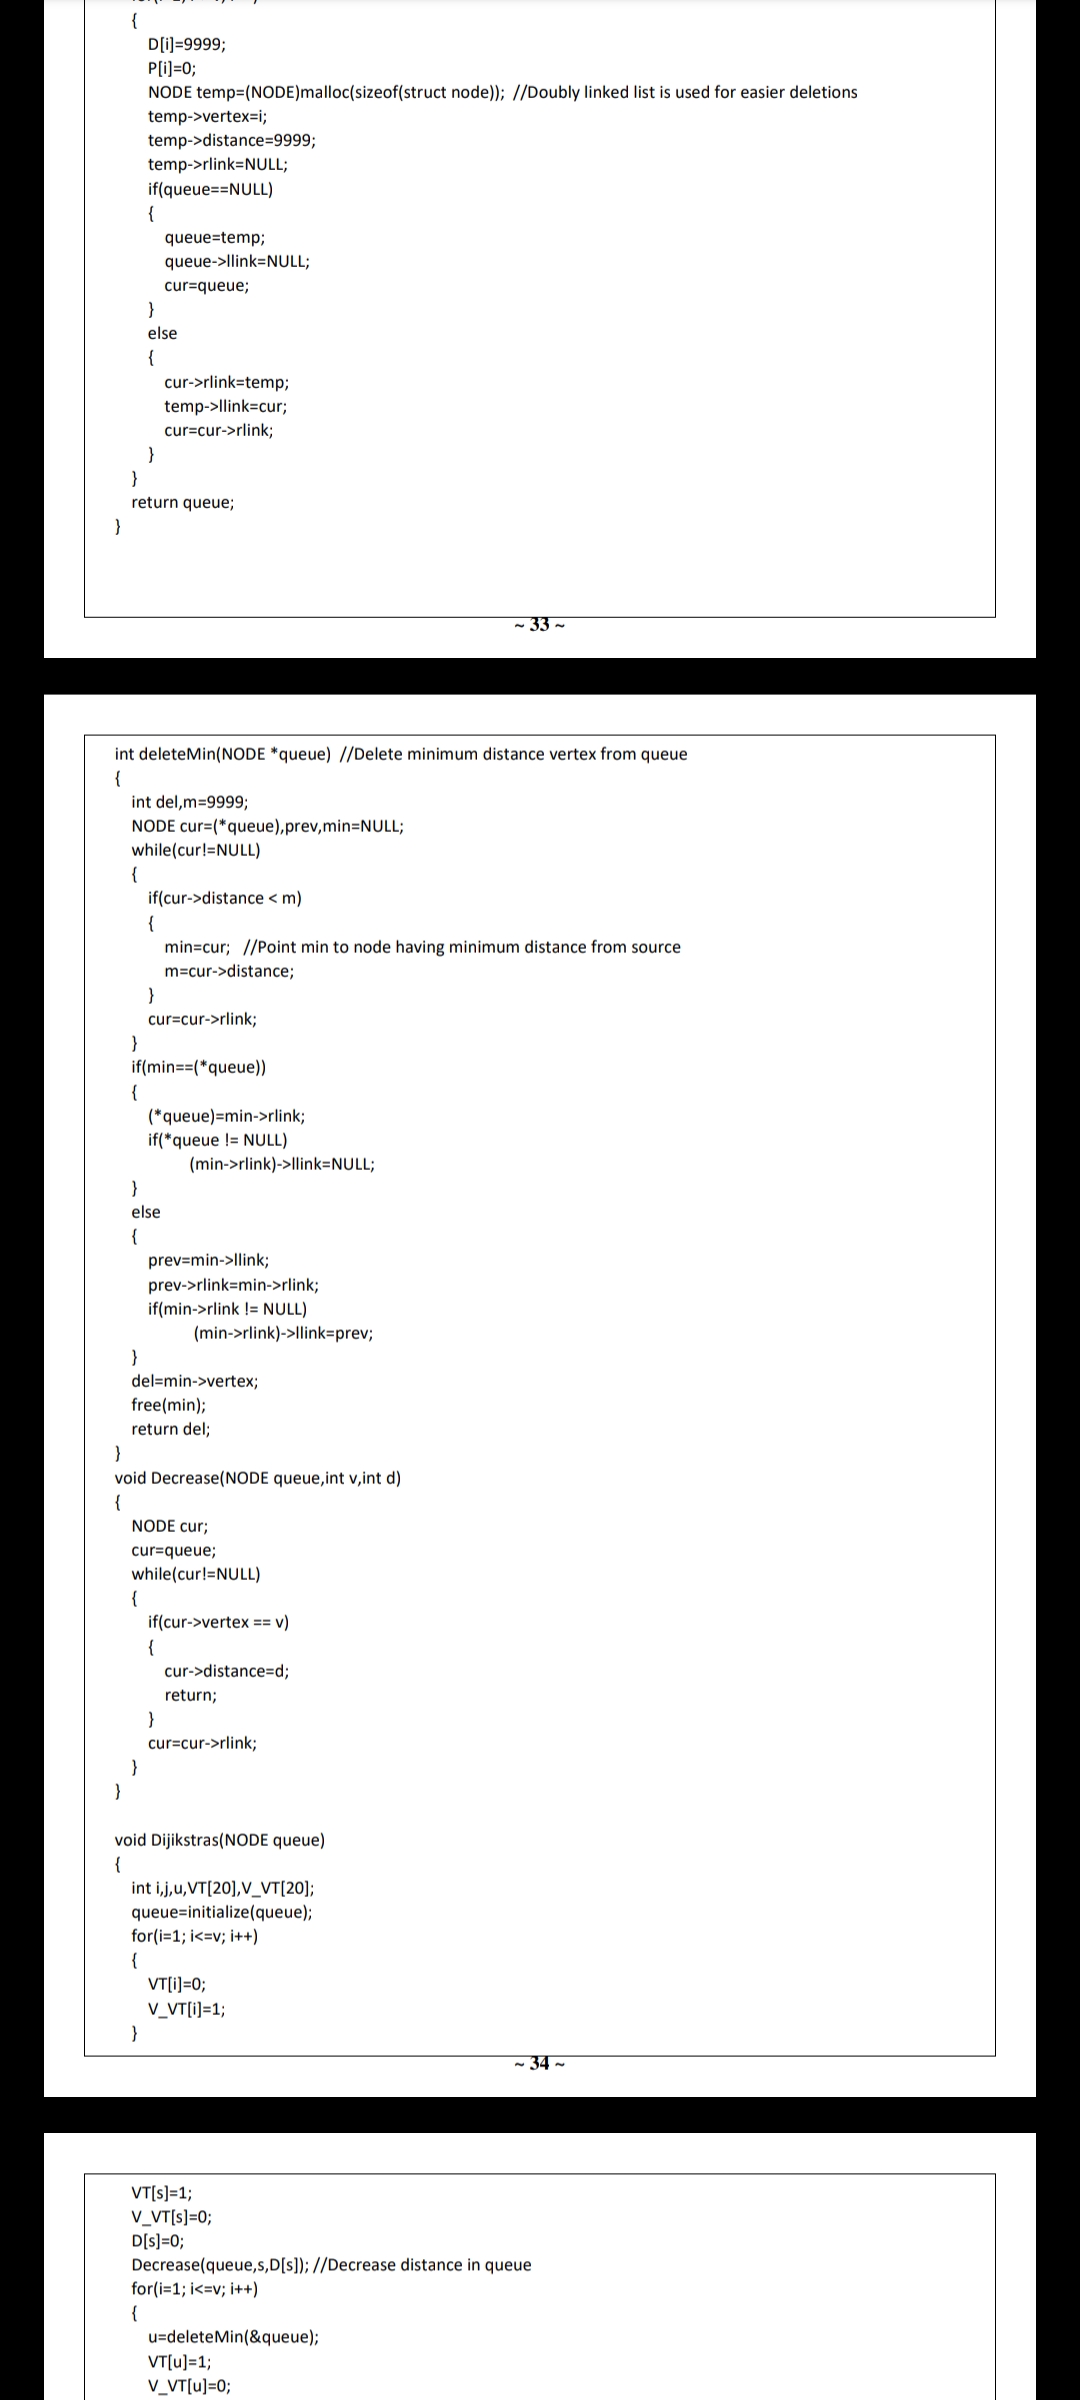 {
D[i]=9999;
P[i]=0;
NODE temp=(NODE)malloc(sizeof(struct node)); //Doubly linked list is used for easier deletions
temp->vertex=i;
temp->distance=9999;
temp->rlink=NULL;
if(queue==NULL)
{
queue=temp;
queue->llink=NULL;
cur=queue;
}
else
{
cur->rlink=temp;
temp->llink=cur;
cur=cur->rlink;
}
}
return queue;
}
~ 33 ~
int deleteMin(NODE *queue) //Delete minimum distance vertex from queue
{
int del,m=9999;
NODE cur=(*queue),prev,min=NULL;
while(cur!=NULL)
{
if(cur->distance < m)
{
min=cur; //Point min to node having minimum distance from source
m=cur->distance;
}
cur=cur->rlink;
}
if(min==(*queue))
{
(*queue)=min->rlink;
if(*queue != NULL)
(min->rlink)->llink=NULL;
}
else
{
prev=min->llink;
prev->rlink=min->rlink;
if(min->rlink != NULL)
(min->rlink)->llink=prev;
}
del=min->vertex;
free(min);
return del;
}
void Decrease(NODE queue,int v,int d)
{
NODE cur;
cur=queue;
while(cur!=NULL)
{
if(cur->vertex == v)
{
cur->distance=d;
return;
}
cur=cur->rlink;
}
}
void Dijikstras(NODE queue)
{
int i,j,u,VT[20],V_VT[20];
queue=initialize(queue);
for(i=1; i<=v; i++)
{
VT[i]=0;
V_VT[i]=1;
}
~ 34 ~
VT[s]=1;
V_VT[s]=0;
D[s]=0;
Decrease(queue,s,D[s]); //Decrease distance in queue
for(i=1; i<=v; i++)
{
u=deleteMin(&queue);
VT[u]=1;
V_VT[u]=0;